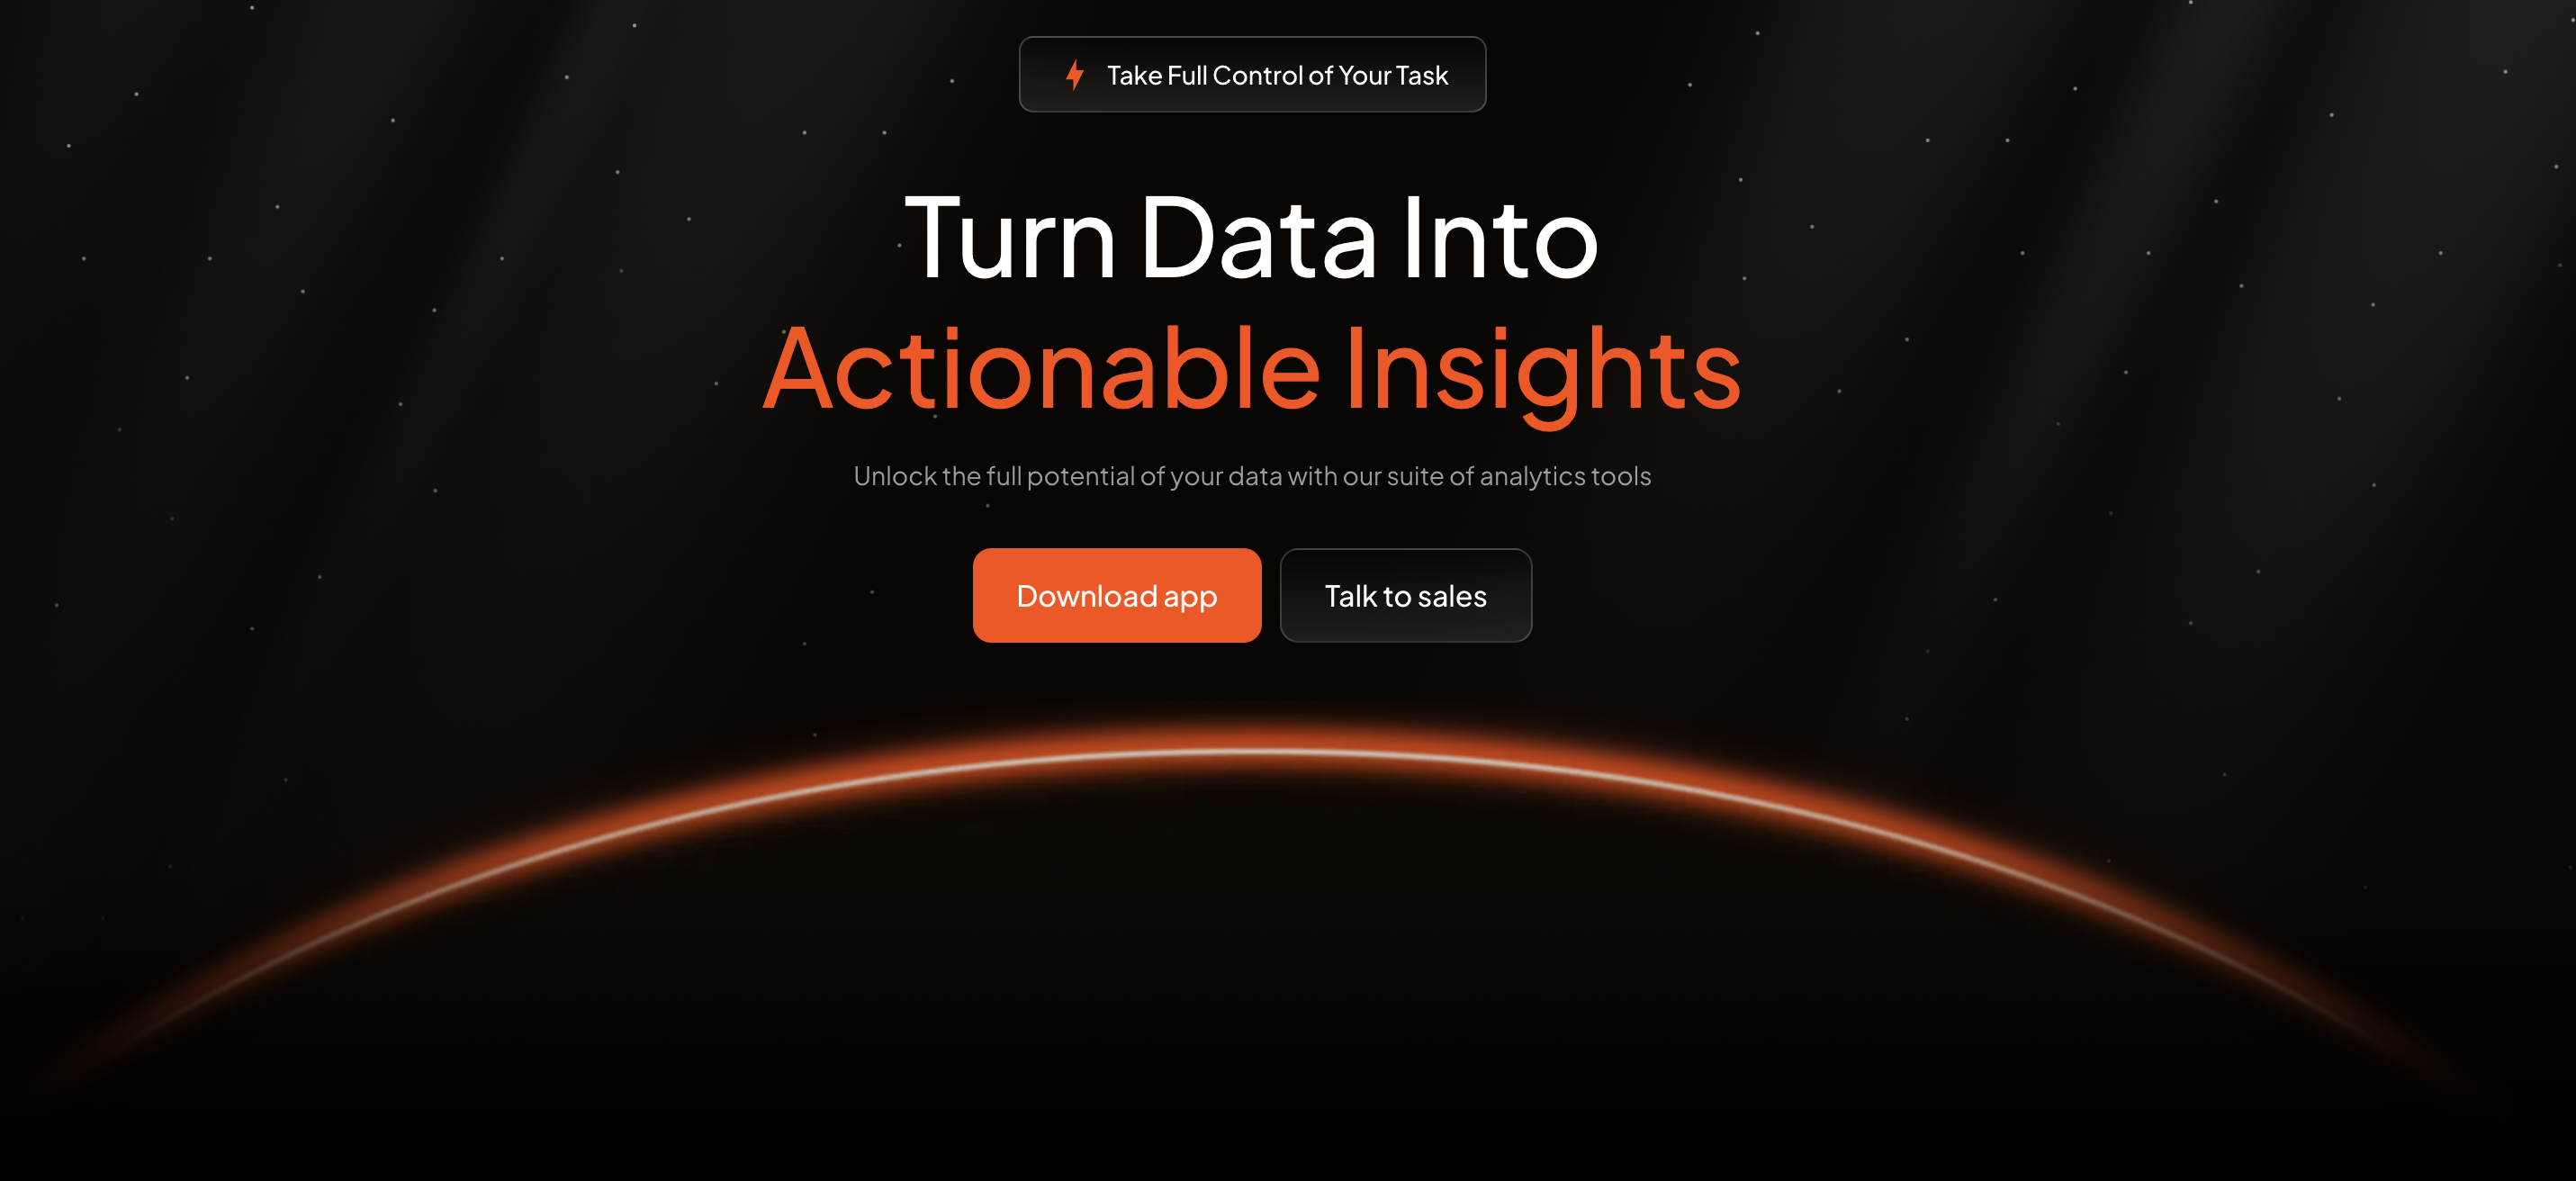 Take Full Control of Your Task
Turn Data Into
Actionable Insights
Unlock the full potential of your data with our suite of analytics tools
Download app
Talk to sales